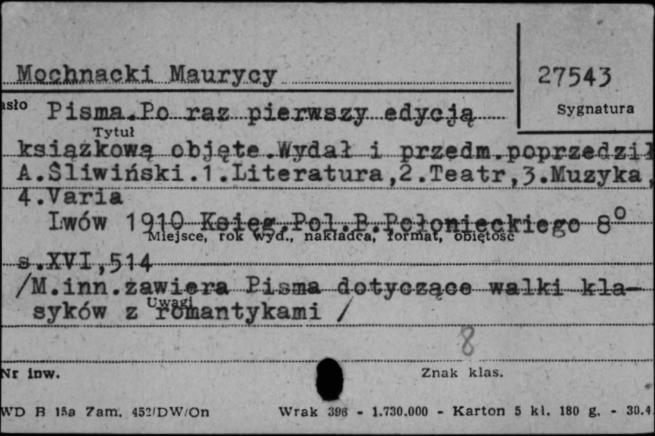 Mochnacki Maurycy
27543
Sygnatura
asło Pisma.Po raz pierwszy edycją
Tytuł
książkową objęte.Wydał i przedm.poprzedził
A.Śliwiński.1.Literatura,2.Teatr,3.Muzyka,
4.Varia
Lwów 1910 Księg.Pol.B.Połonieckiego 8°
Miejsce, rok wyd., nakładca, format, objętość
s.XVI,514
/M.inn.zawiera Pisma dotyczące walki kla-
Uwagi
syków z romantykami /
8
Nr inw.
Znak klas.
WD B 15a Zam. 452/DW/On
Wrak 396 - 1.730.000 - Karton 5 kl. 180 g. - 30.4